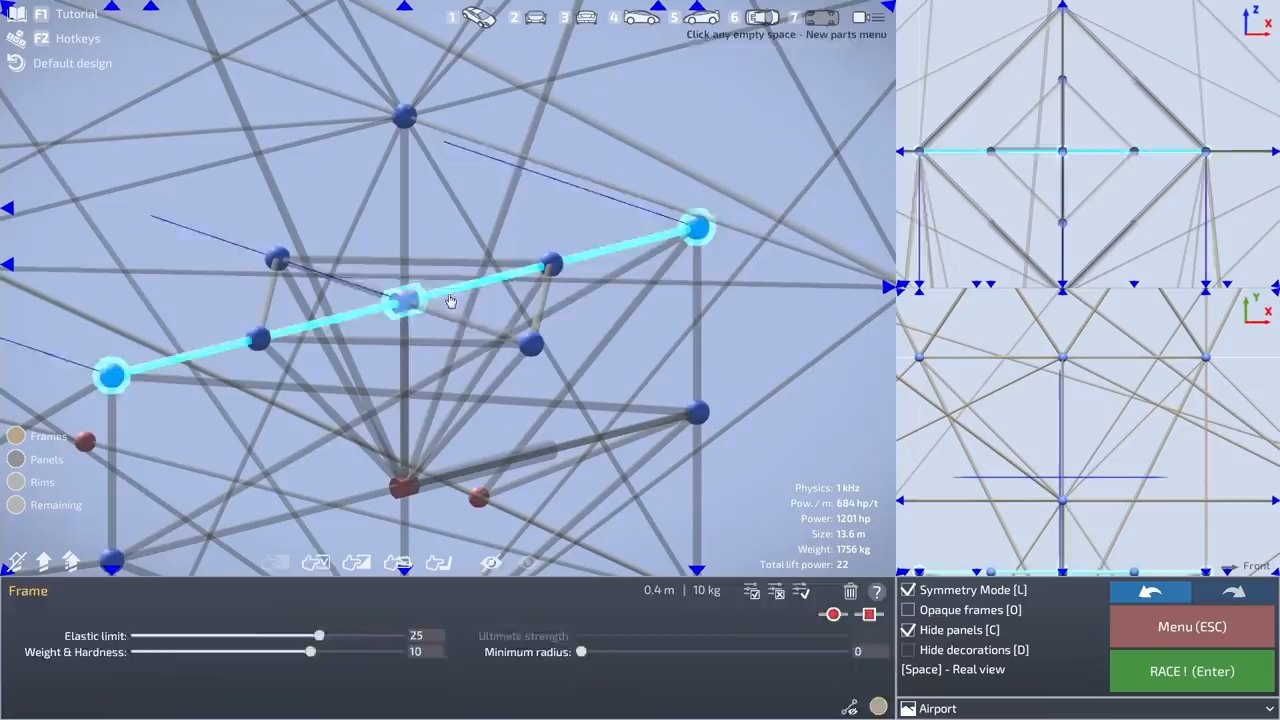 F1 Tutorial
F2 Hotkeys
Default design
1 2 3 4 5 6 7
Click any empty space - New parts menu
Z
X
Y
X
Frames
Panels
Rims
Remaining
Physics: 1 kHz
Pow. / m: 684 hp/t
Power: 1201 hp
Size: 13.6 m
Weight: 1756 kg
Total lift power: 22
Front
Frame
0.4 m | 10 kg
?
Elastic limit: 25
Weight & Hardness: 10
Ultimate strength
Minimum radius: 0
Symmetry Mode [L]
Opaque frames [O]
Hide panels [C]
Hide decorations [D]
[Space] - Real view
Menu (ESC)
RACE ! (Enter)
Airport